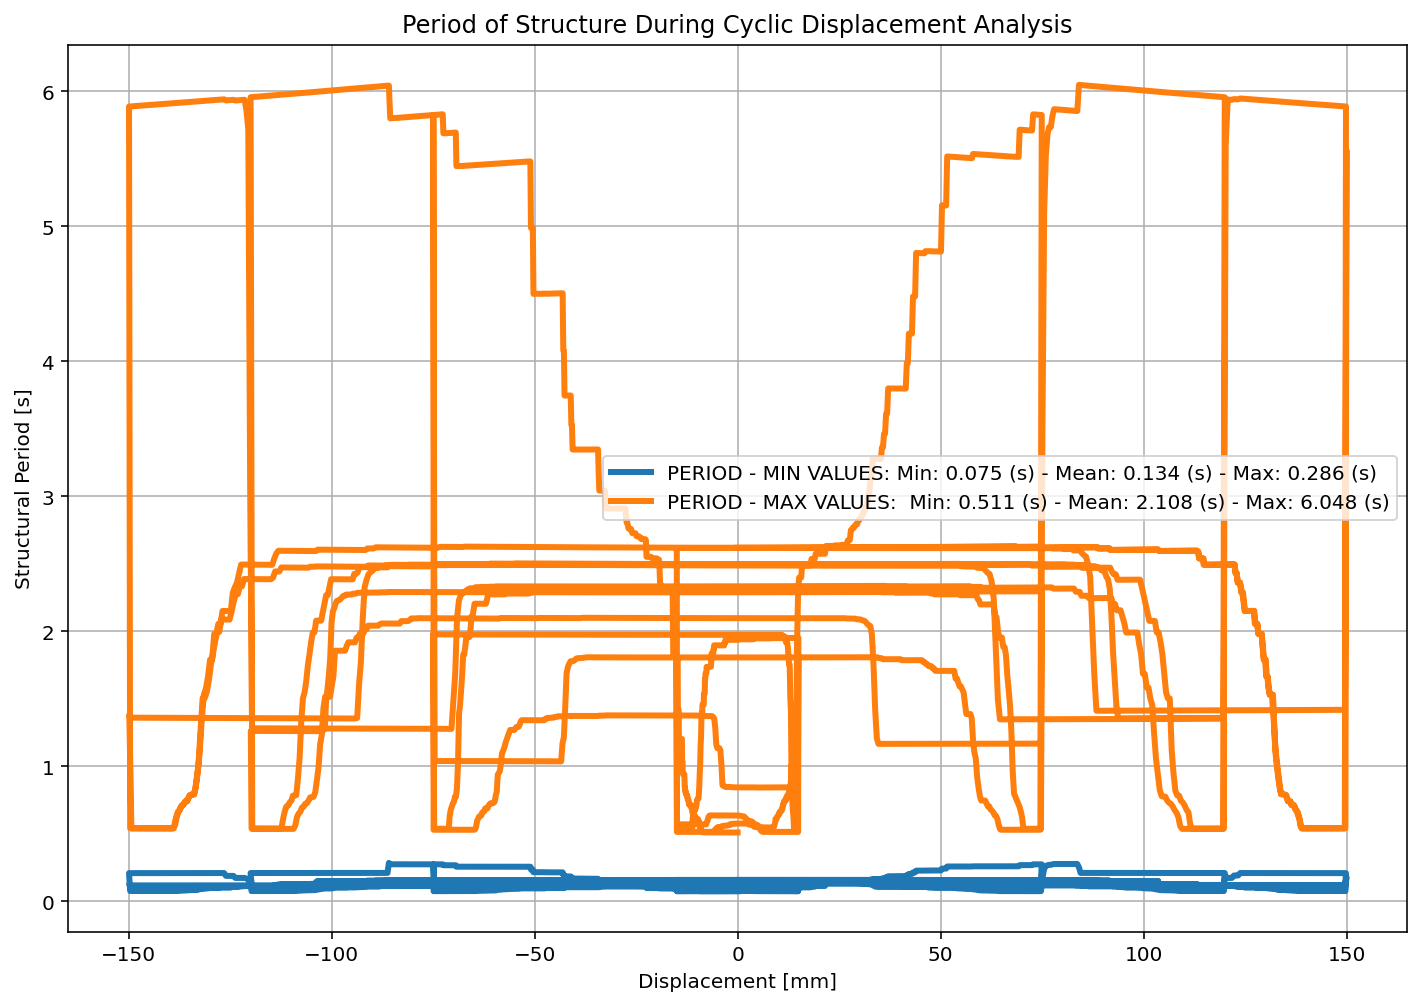 Period of Structure During Cyclic Displacement Analysis
6
5
4
3
2
1
0
Structural Period [s]
PERIOD - MIN VALUES: Min: 0.075 (s) - Mean: 0.134 (s) - Max: 0.286 (s)
PERIOD - MAX VALUES:  Min: 0.511 (s) - Mean: 2.108 (s) - Max: 6.048 (s)
−150 −100 −50 0 50 100 150
Displacement [mm]